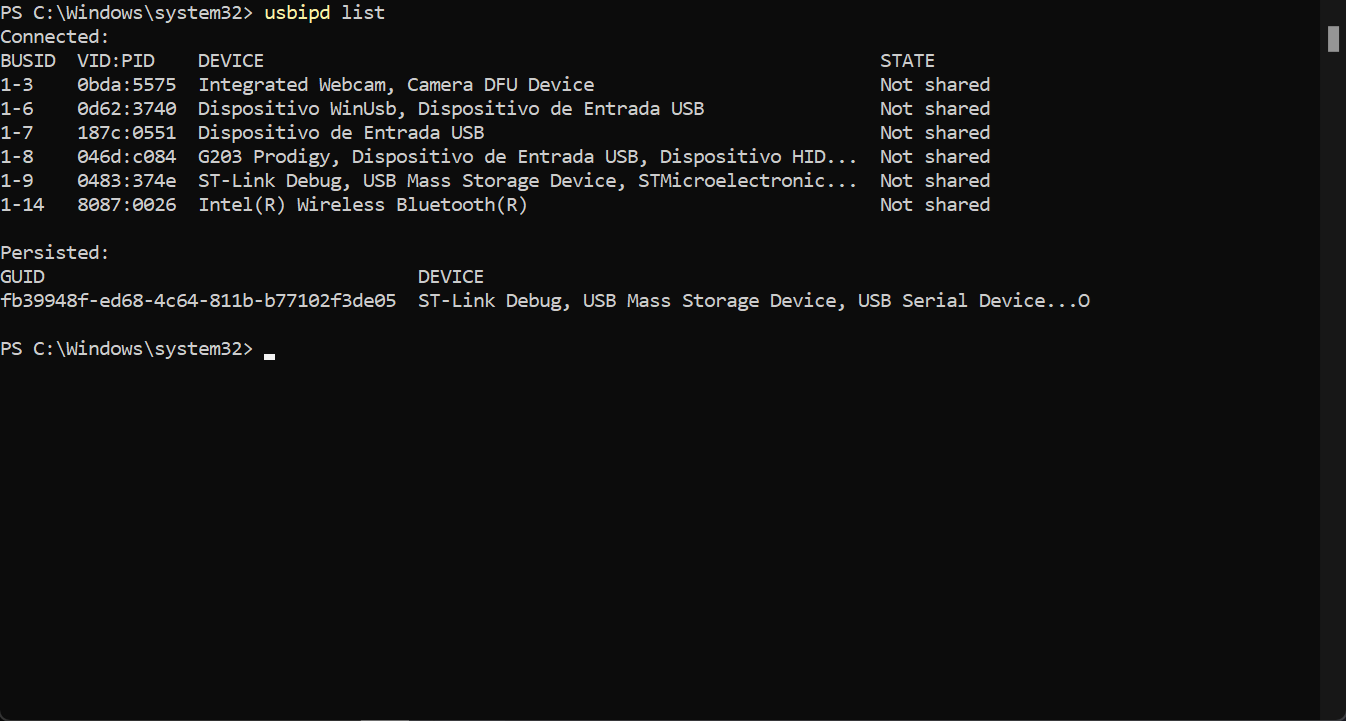 PS C:\Windows\system32> usbipd list
Connected:
BUSID  VID:PID    DEVICE                                                        STATE
1-3    0bda:5575  Integrated Webcam, Camera DFU Device                          Not shared
1-6    0d62:3740  Dispositivo WinUsb, Dispositivo de Entrada USB                Not shared
1-7    187c:0551  Dispositivo de Entrada USB                                    Not shared
1-8    046d:c084  G203 Prodigy, Dispositivo de Entrada USB, Dispositivo HID...  Not shared
1-9    0483:374e  ST-Link Debug, USB Mass Storage Device, STMicroelectronic...  Not shared
1-14   8087:0026  Intel(R) Wireless Bluetooth(R)                                Not shared
Persisted:
GUID                                  DEVICE
fb39948f-ed68-4c64-811b-b77102f3de05  ST-Link Debug, USB Mass Storage Device, USB Serial Device...O
PS C:\Windows\system32>